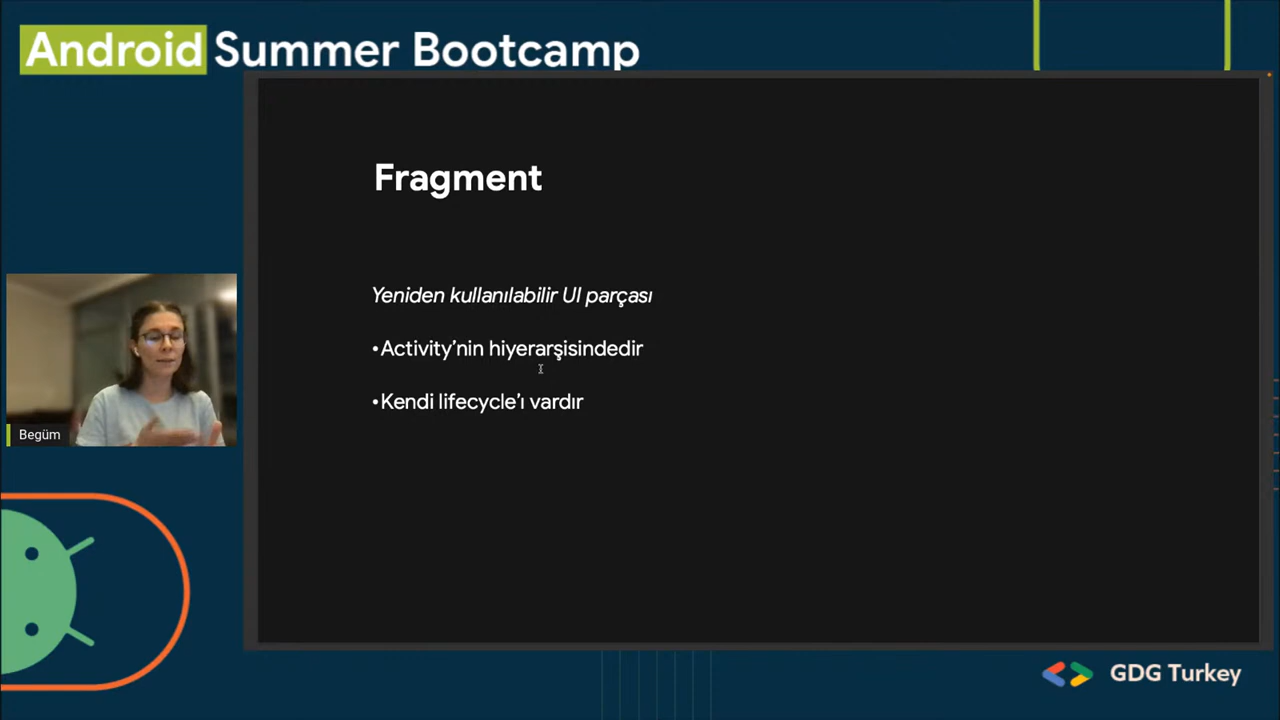 Android Summer Bootcamp
Fragment
Yeniden kullanılabilir UI parçası
•Activity’nin hiyerarşisindedir
•Kendi lifecycle’ı vardır
Begüm
GDG Turkey